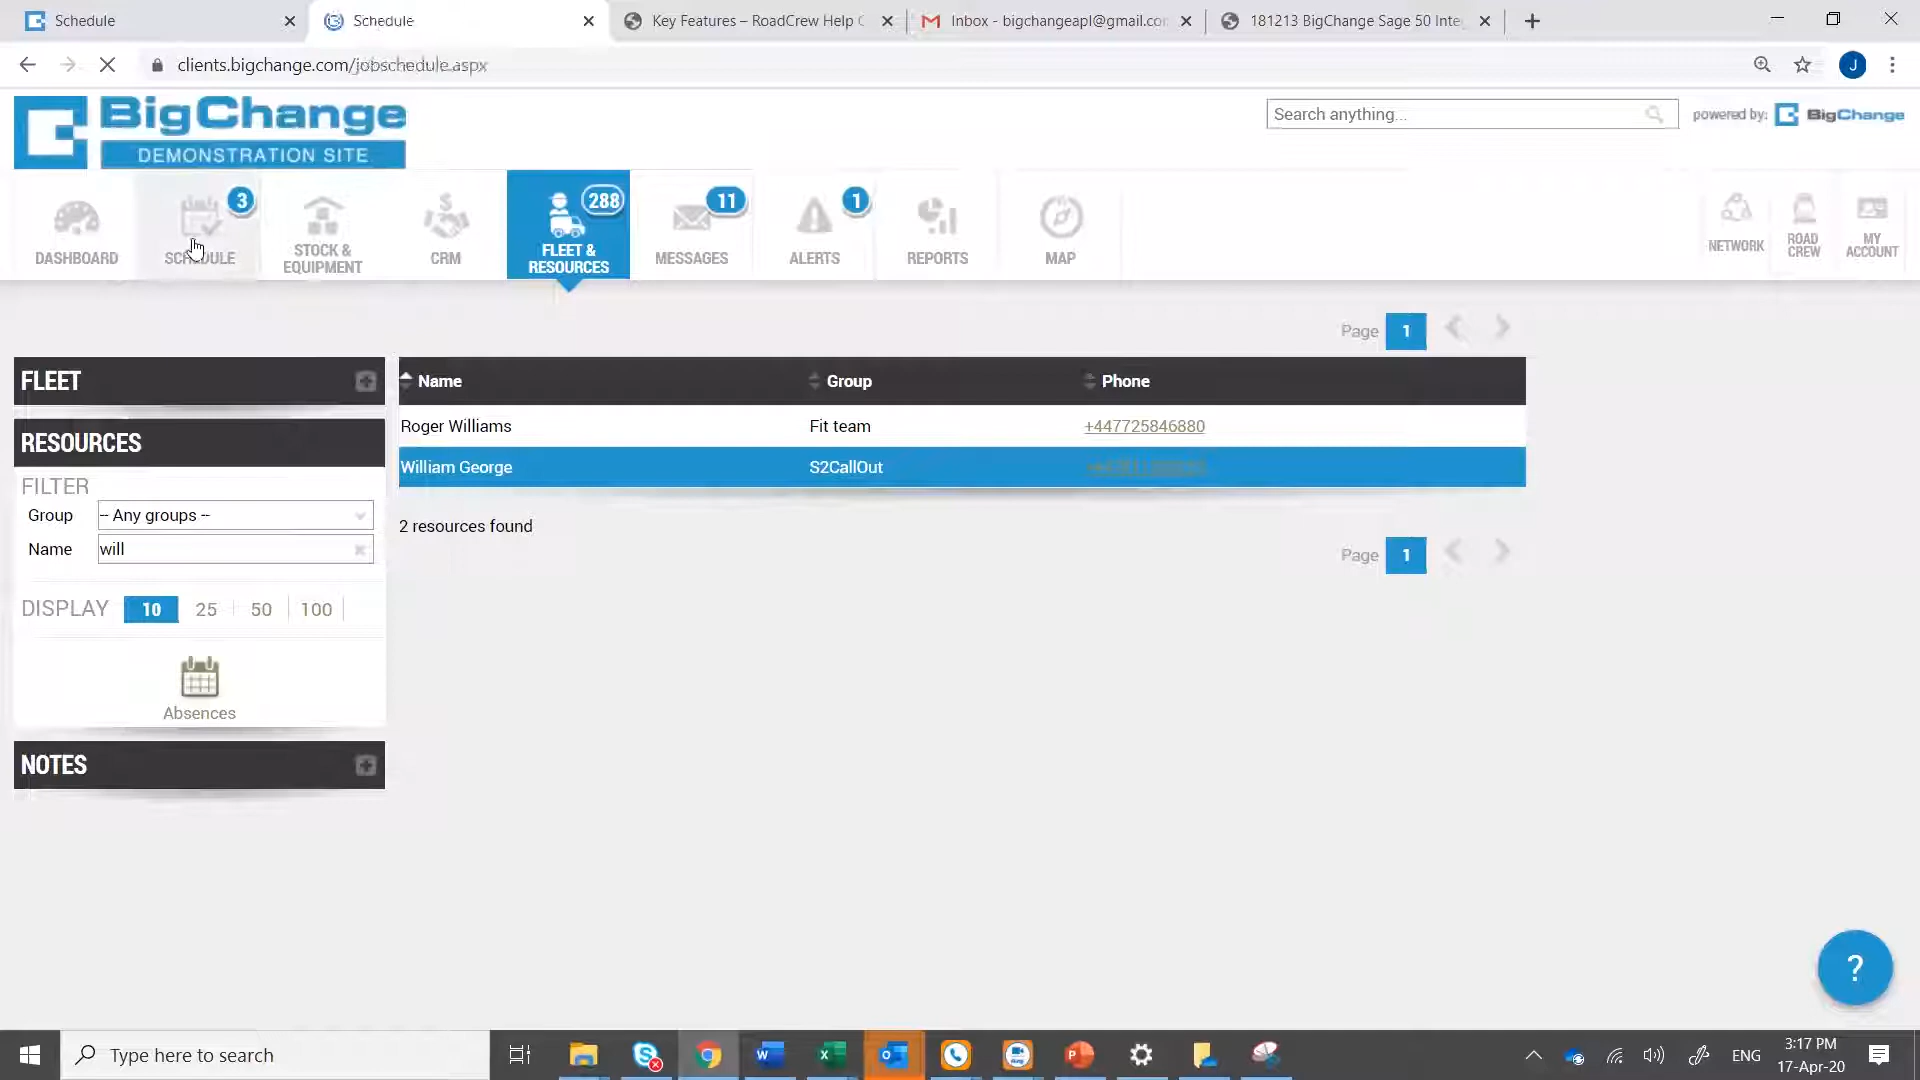 Schedule
Schedule
Key Features – RoadCrew Help C
Inbox - bigchangeapl@gmail.co
181213 BigChange Sage 50 Inte
clients.bigchange.com/jobschedule.aspx
J
BigChange
DEMONSTRATION SITE
Search anything...
powered by: BigChange
DASHBOARD
3
SCHEDULE
STOCK & EQUIPMENT
CRM
288
FLEET & RESOURCES
11
MESSAGES
1
ALERTS
REPORTS
MAP
NETWORK
ROAD CREW
MY ACCOUNT
Page 1
FLEET
Name Group Phone
Roger Williams Fit team +447725846880
William George S2CallOut
2 resources found
Page 1
RESOURCES
FILTER
Group -- Any groups --
Name will
DISPLAY 10 25 50 100
Absences
NOTES
?
Type here to search
ENG
3:17 PM
17-Apr-20